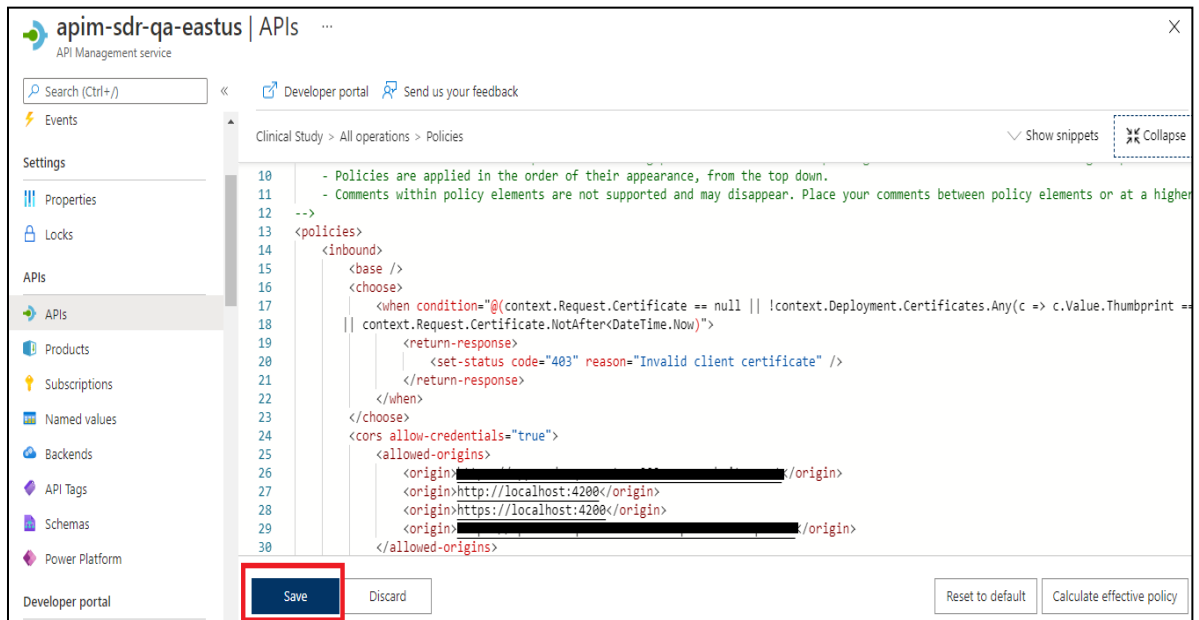 apim-sdr-qa-eastus | APIs ...
API Management service
Search (Ctrl+/)
«
Developer portal
Send us your feedback
Events
Settings
Properties
Locks
APIs
APIs
Products
Subscriptions
Named values
Backends
API Tags
Schemas
Power Platform
Developer portal
Clinical Study > All operations > Policies
Show snippets
Collapse
10 - Policies are applied in the order of their appearance, from the top down.
11 - Comments within policy elements are not supported and may disappear. Place your comments between policy elements or at a higher
12 -->
13 <policies>
14 <inbound>
15 <base />
16 <choose>
17 <when condition="@(context.Request.Certificate == null || !context.Deployment.Certificates.Any(c => c.Value.Thumbprint ==
18 || context.Request.Certificate.NotAfter<DateTime.Now)">
19 <return-response>
20 <set-status code="403" reason="Invalid client certificate" />
21 </return-response>
22 </when>
23 </choose>
24 <cors allow-credentials="true">
25 <allowed-origins>
26 <origin></origin>
27 <origin>http://localhost:4200</origin>
28 <origin>https://localhost:4200</origin>
29 <origin></origin>
30 </allowed-origins>
Save
Discard
Reset to default
Calculate effective policy